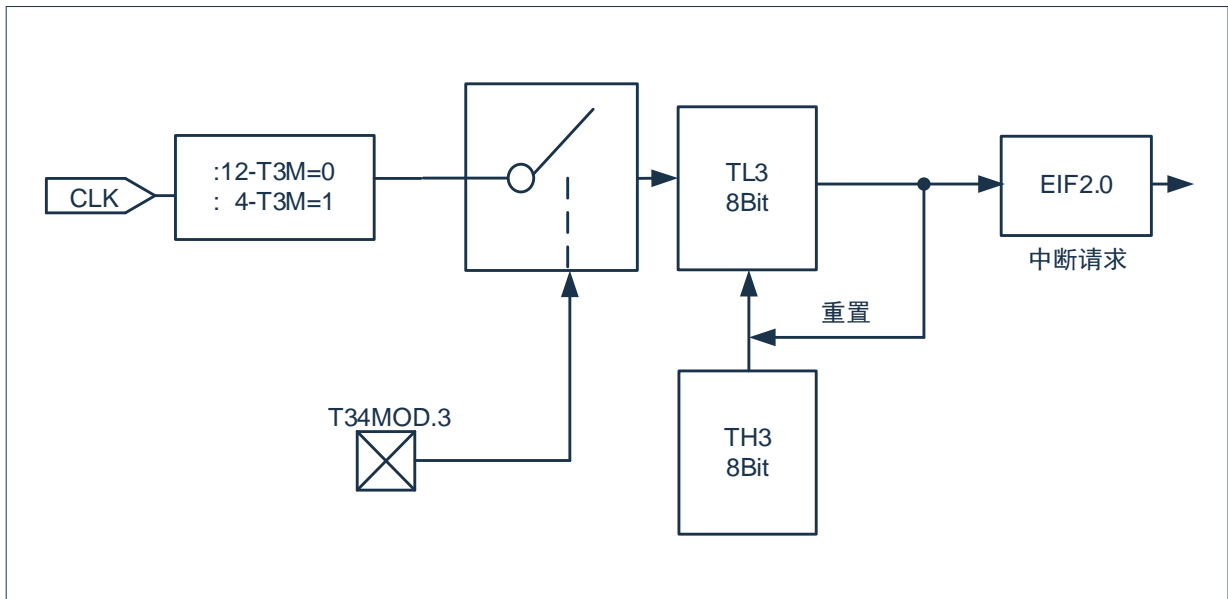 CLK
:12-T3M=0
: 4-T3M=1
TL3
8Bit
EIF2.0
中断请求
重置
T34MOD.3
TH3
8Bit